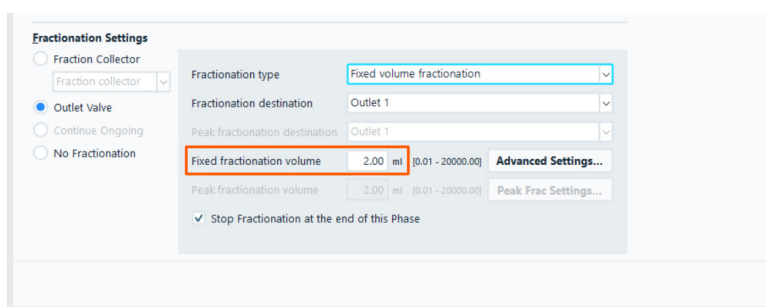 Fractionation Settings
Fraction Collector
Fraction collector
Outlet Valve
Continue Ongoing
No Fractionation
Fractionation type Fixed volume fractionation
Fractionation destination Outlet 1
Peak fractionation destination Outlet 1
Fixed fractionation volume 2.00 ml [0.01 - 20000.00] Advanced Settings...
Peak fractionation volume 2.00 ml [0.01 - 20000.00] Peak Frac Settings...
Stop Fractionation at the end of this Phase